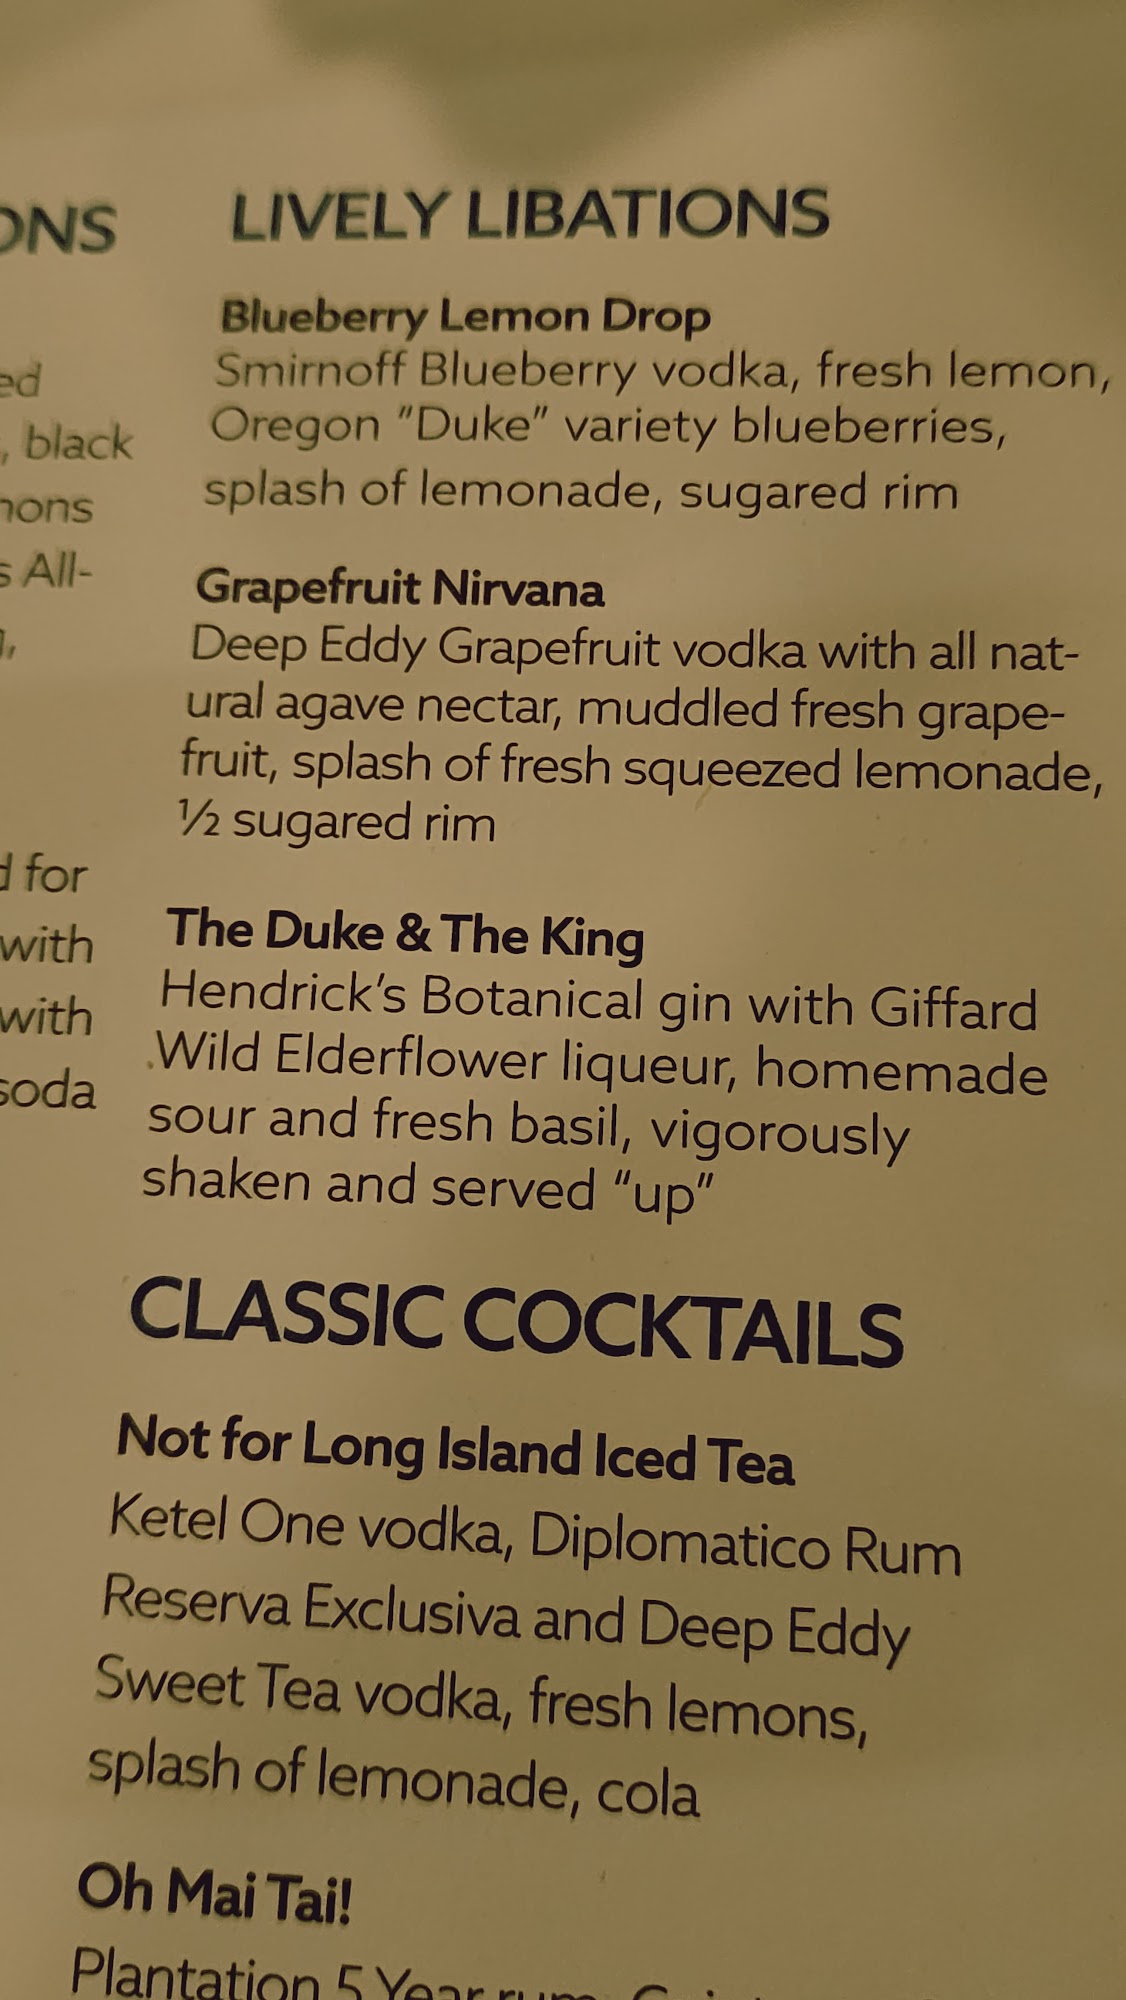 ONS
ed
, black
mons
s All-
d for
with
with
soda
LIVELY LIBATIONS
Blueberry Lemon Drop
Smirnoff Blueberry vodka, fresh lemon,
Oregon "Duke" variety blueberries,
splash of lemonade, sugared rim
Grapefruit Nirvana
Deep Eddy Grapefruit vodka with all nat-
ural agave nectar, muddled fresh grape-
fruit, splash of fresh squeezed lemonade,
½ sugared rim
The Duke & The King
Hendrick's Botanical gin with Giffard
Wild Elderflower liqueur, homemade
sour and fresh basil, vigorously
shaken and served "up"
CLASSIC COCKTAILS
Not for Long Island Iced Tea
Ketel One vodka, Diplomatico Rum
Reserva Exclusiva and Deep Eddy
Sweet Tea vodka, fresh lemons,
splash of lemonade, cola
Oh Mai Tai!
Plantation 5 Year rum,